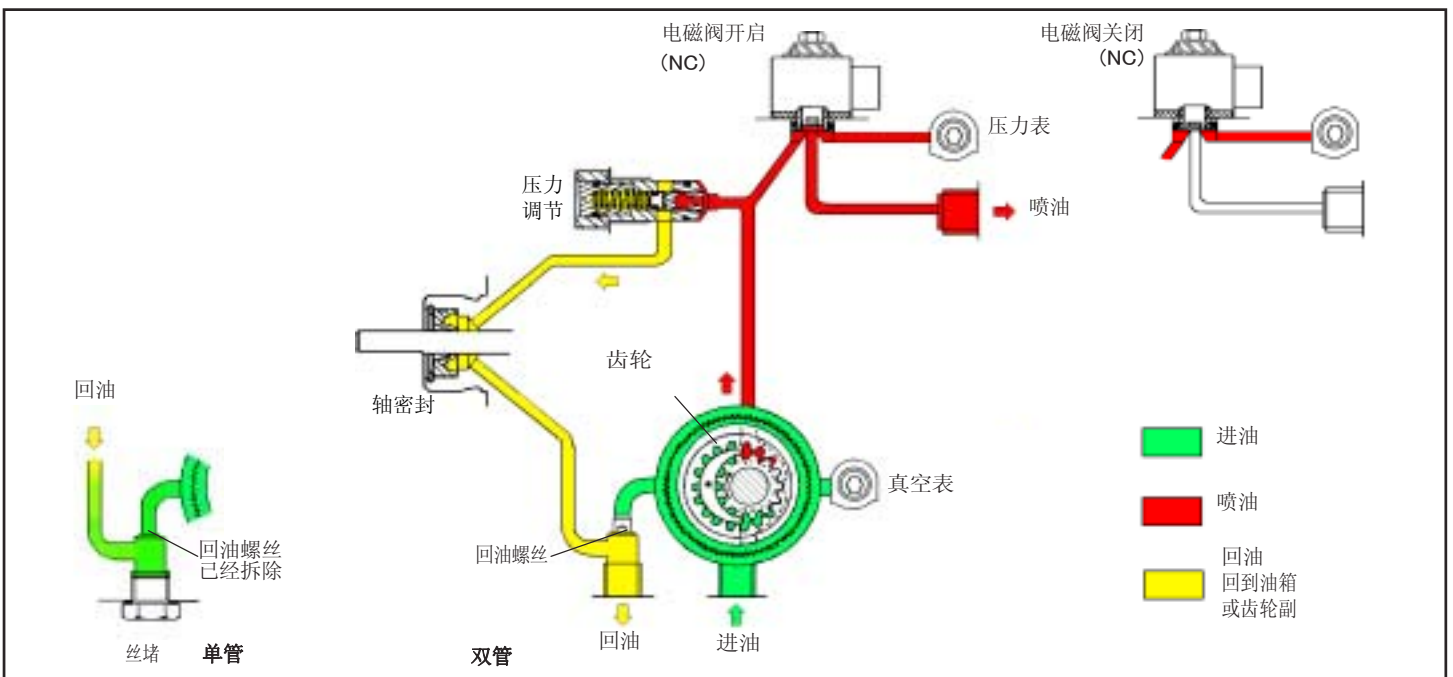 电磁阀开启
(NC)
电磁阀关闭
(NC)
压力表
压力
调节
喷油
齿轮
轴密封
回油
进油
真空表
喷油
回油螺丝
回油螺丝
已经拆除
回油
回到油箱
或齿轮副
回油
进油
丝堵
单管
双管